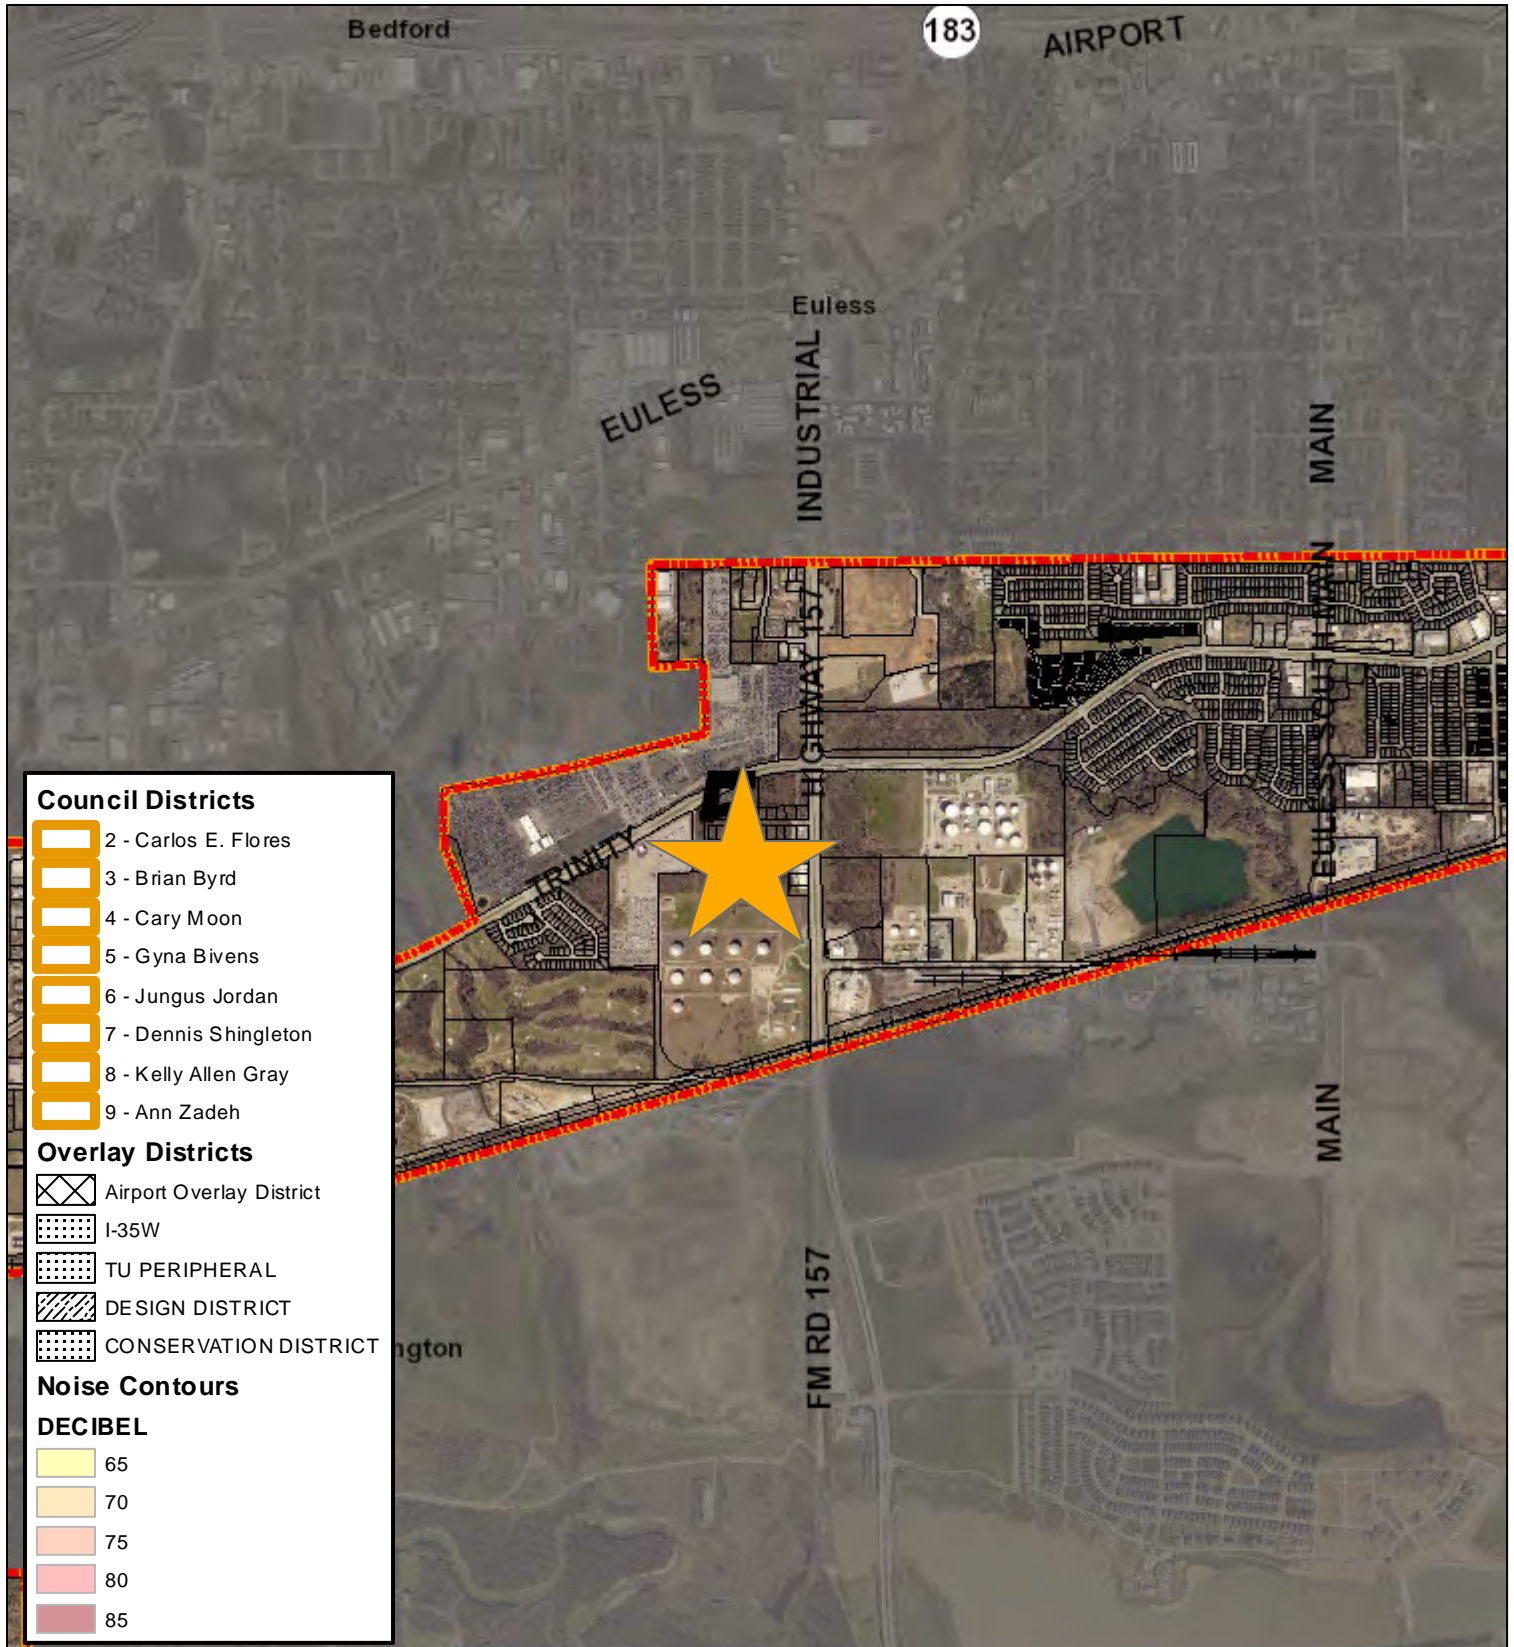 Bedford
183
AIRPORT
Euless
EULESS
INDUSTRIAL
MAIN
HIGHWAY 157
EULESS SOUTH MAIN
TRINITY
MAIN
FM RD 157
ngton
Council Districts
2 - Carlos E. Flores
3 - Brian Byrd
4 - Cary Moon
5 - Gyna Bivens
6 - Jungus Jordan
7 - Dennis Shingleton
8 - Kelly Allen Gray
9 - Ann Zadeh
Overlay Districts
Airport Overlay District
I-35W
TU PERIPHERAL
DESIGN DISTRICT
CONSERVATION DISTRICT
Noise Contours
DECIBEL
65
70
75
80
85